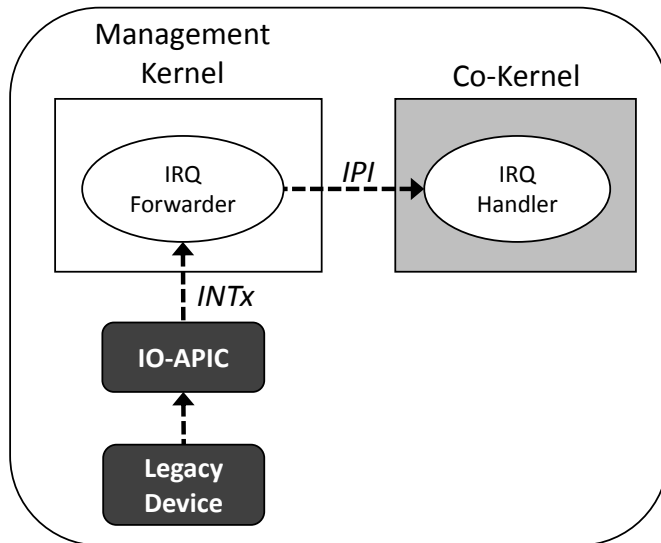 Management
Kernel
Co-Kernel
IRQ
Forwarder
IPI
IRQ
Handler
INTx
IO-APIC
Legacy
Device